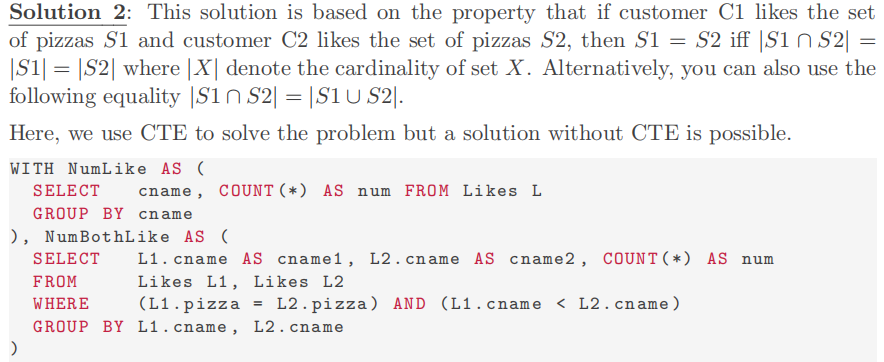 Solution 2: This solution is based on the property that if customer C1 likes the set
of pizzas S1 and customer C2 likes the set of pizzas S2, then S1 = S2 iff |S1 ∩ S2| =
|S1| = |S2| where |X| denote the cardinality of set X. Alternatively, you can also use the
following equality |S1 ∩ S2| = |S1 ∪ S2|.
Here, we use CTE to solve the problem but a solution without CTE is possible.
WITH NumLike AS (
  SELECT   cname, COUNT(*) AS num FROM Likes L
  GROUP BY cname
), NumBothLike AS (
  SELECT   L1.cname AS cname1, L2.cname AS cname2, COUNT(*) AS num
  FROM     Likes L1, Likes L2
  WHERE    (L1.pizza = L2.pizza) AND (L1.cname < L2.cname)
  GROUP BY L1.cname, L2.cname
)